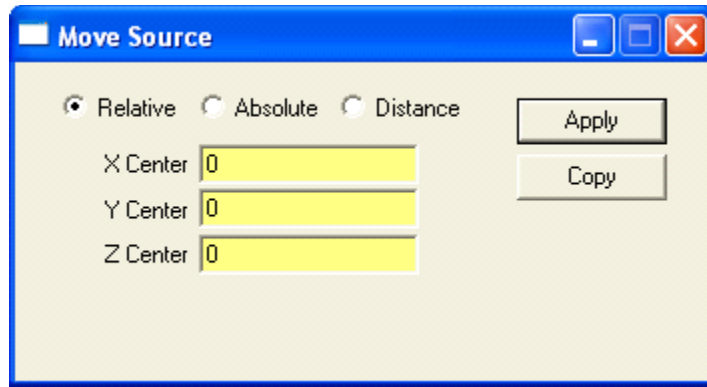 Move Source
Relative Absolute Distance
Apply
X Center 0
Copy
Y Center 0
Z Center 0